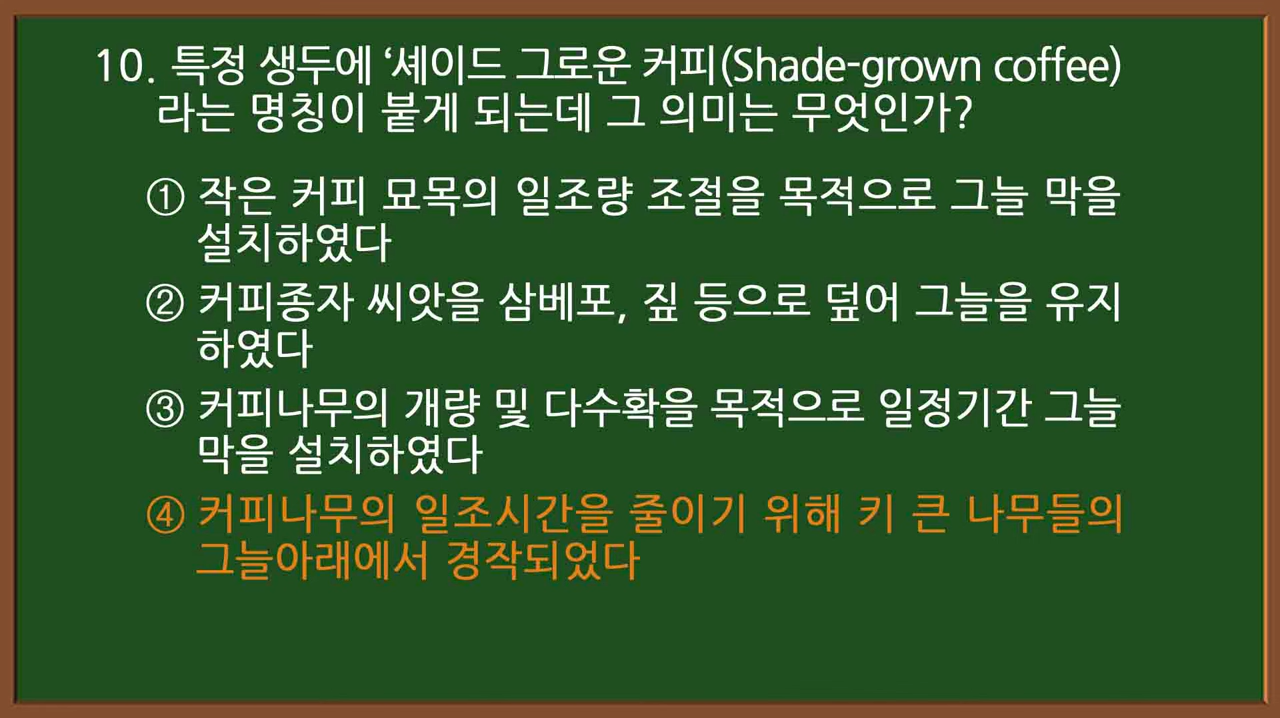 10. 특정 생두에 ‘셰이드 그로운 커피(Shade-grown coffee)
라는 명칭이 붙게 되는데 그 의미는 무엇인가?
① 작은 커피 묘목의 일조량 조절을 목적으로 그늘 막을
설치하였다
② 커피종자 씨앗을 삼베포, 짚 등으로 덮어 그늘을 유지
하였다
③ 커피나무의 개량 및 다수확을 목적으로 일정기간 그늘
막을 설치하였다
④ 커피나무의 일조시간을 줄이기 위해 키 큰 나무들의
그늘아래에서 경작되었다